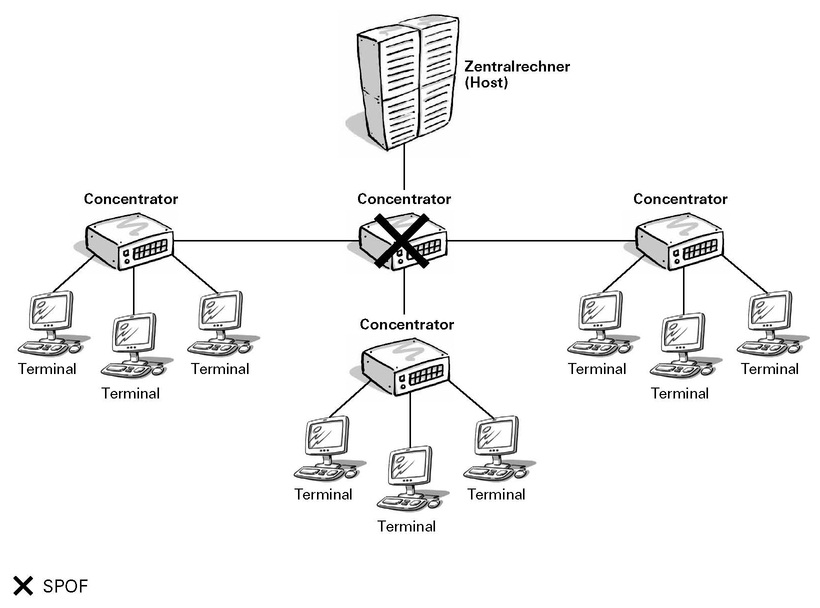 Zentralrechner
(Host)
Concentrator
Concentrator
Concentrator
Terminal
Terminal
Terminal
Concentrator
Terminal
Terminal
Terminal
Terminal
Terminal
Terminal
SPOF